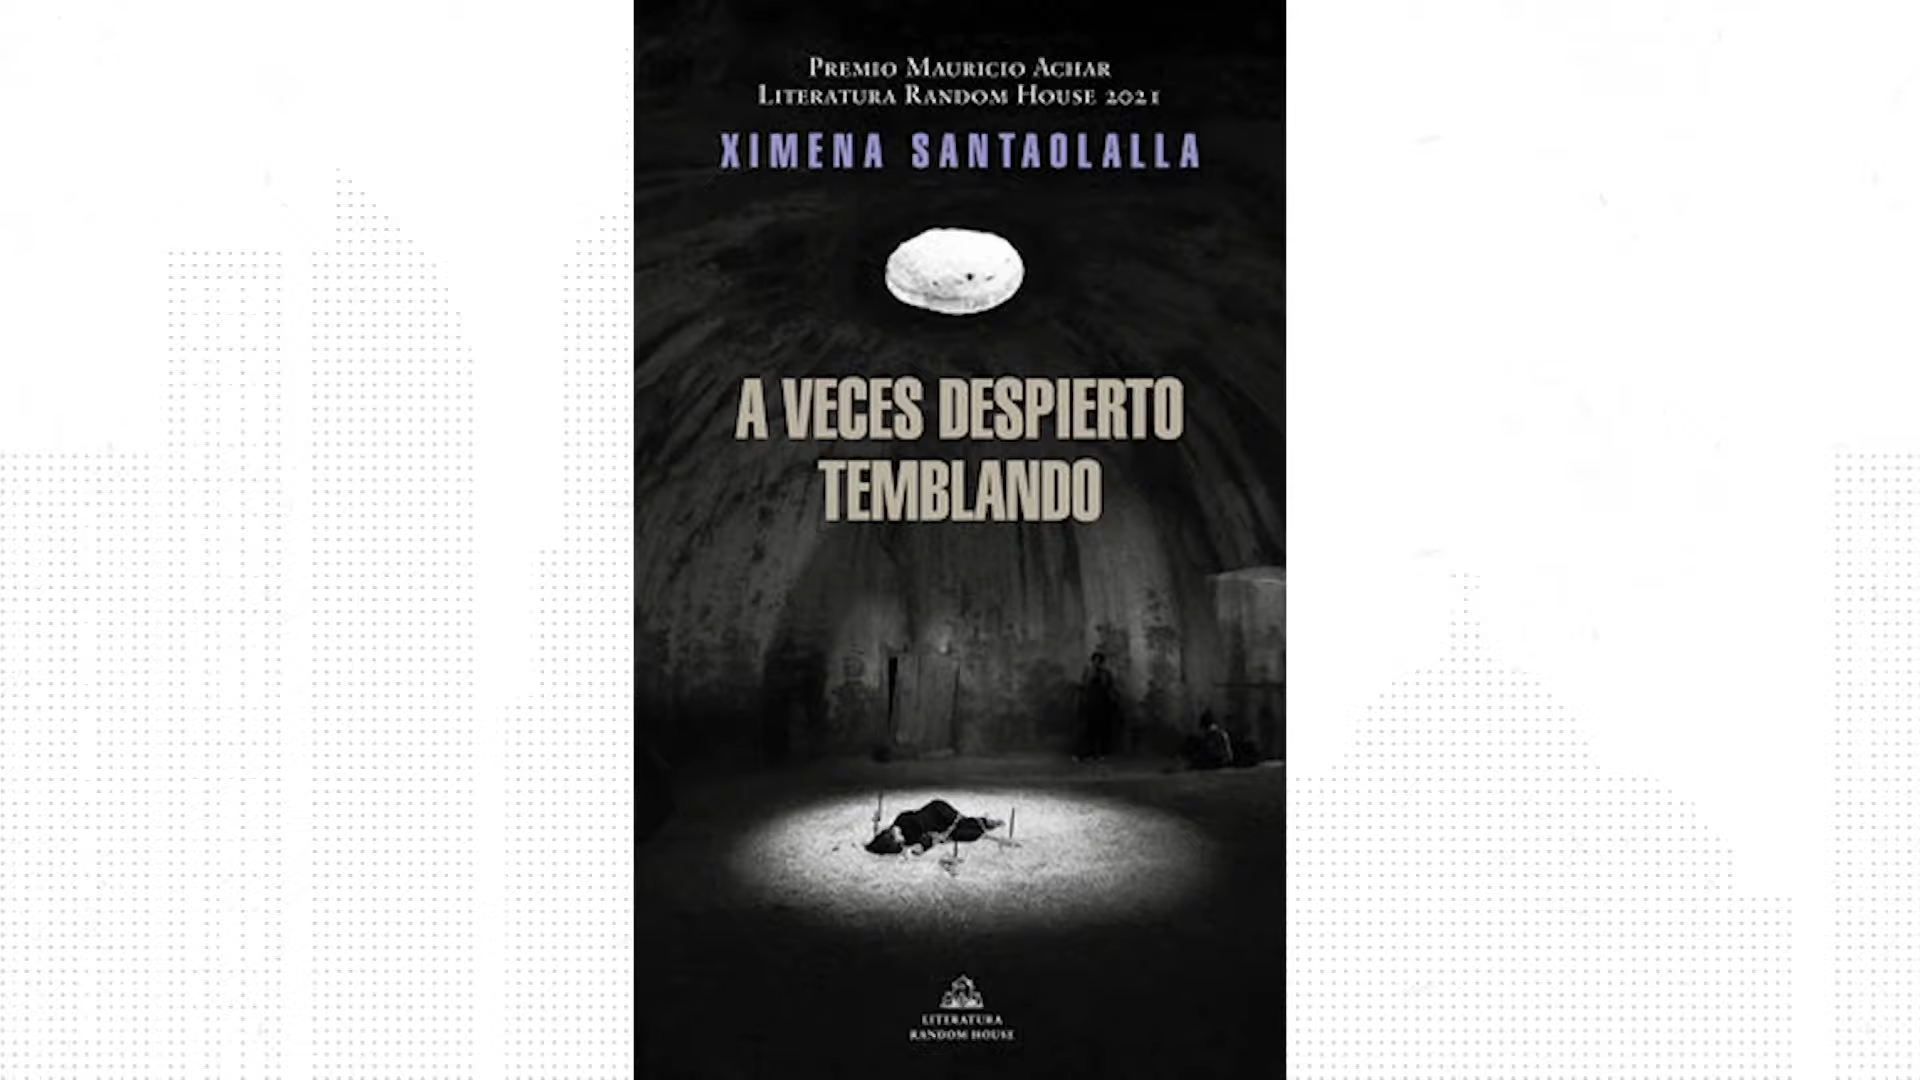 PREMIO MAURICIO ACHAR
LITERATURA RANDOM HOUSE 2021
XIMENA SANTAOLALLA
A VECES DESPIERTO
TEMBLANDO
LITERATURA
RANDOM HOUSE